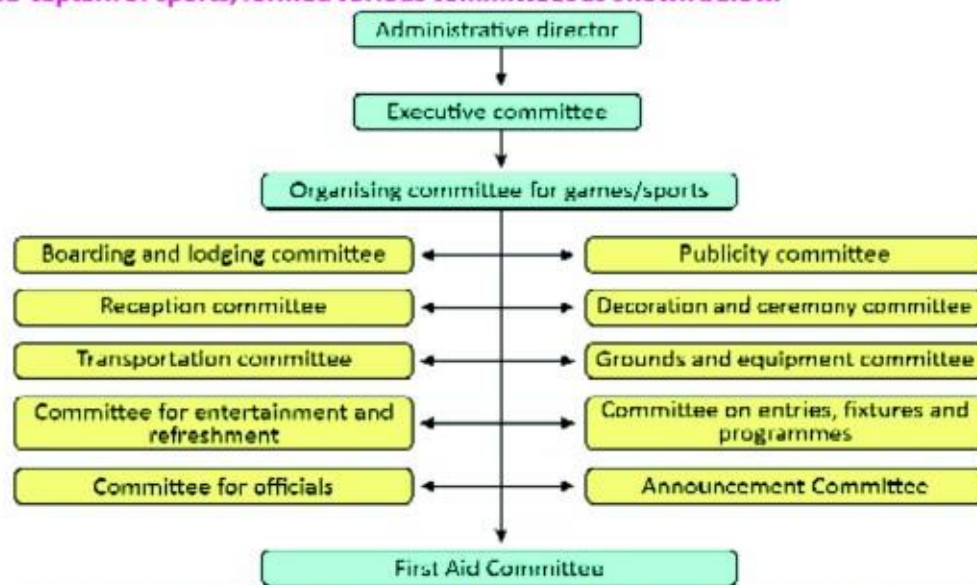 Administrative director
Executive committee
Organising committee for games/sports
Boarding and lodging committee
Publicity committee
Reception committee
Decoration and ceremony committee
Transportation committee
Grounds and equipment committee
Committee for entertainment and
refreshment
Committee on entries, fixtures and
programmes
Committee for officials
Announcement Committee
First Aid Committee